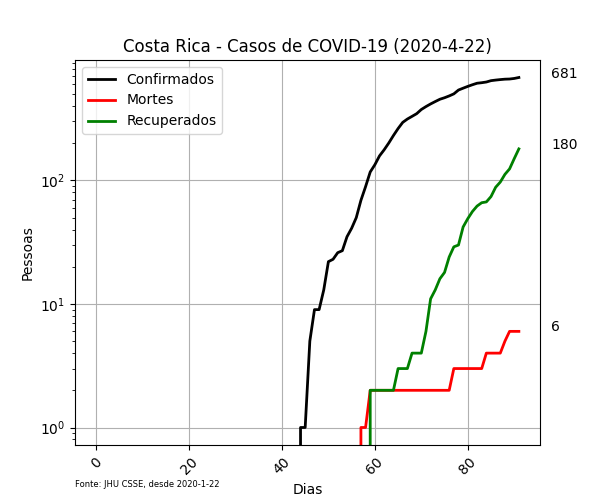 Costa Rica - Casos de COVID-19 (2020-4-22)
Confirmados
Mortes
Recuperados
681
180
6
10²
10¹
10⁰
Pessoas
0
20
40
60
80
Dias
Fonte: JHU CSSE, desde 2020-1-22